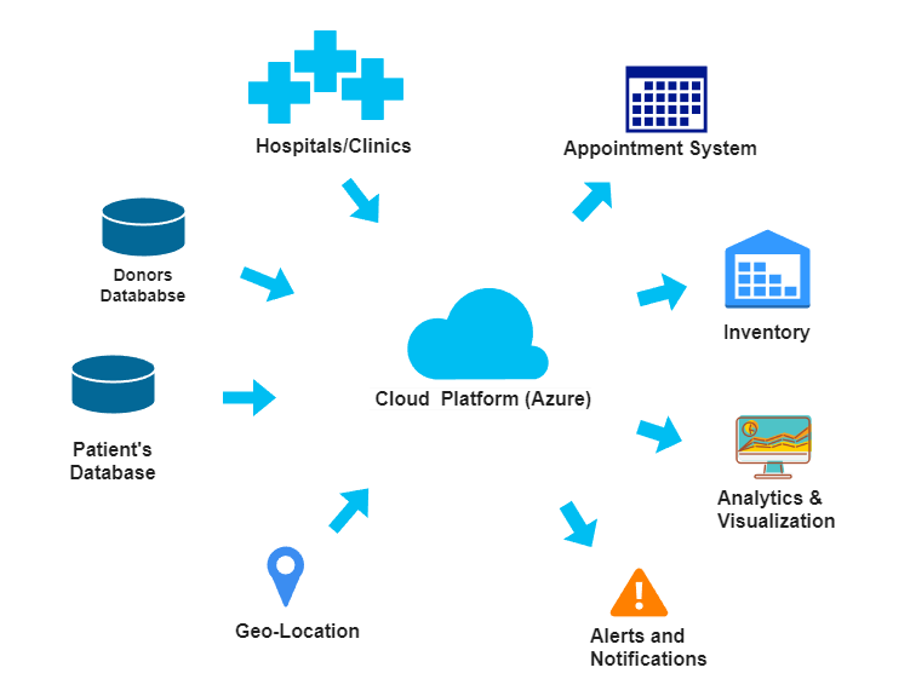 Hospitals/Clinics
Appointment System
Donors
Datababse
Inventory
Cloud Platform (Azure)
Patient's
Database
Analytics &
Visualization
Geo-Location
Alerts and
Notifications